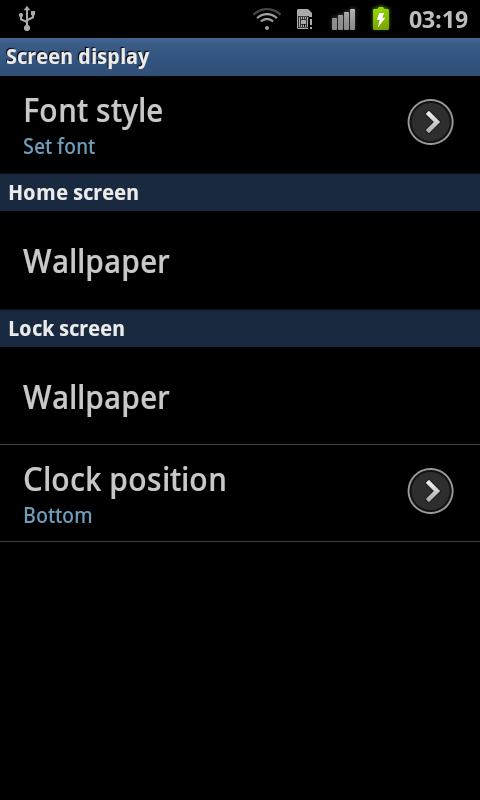 03:19
Screen display
Font style
Set font
Home screen
Wallpaper
Lock screen
Wallpaper
Clock position
Bottom